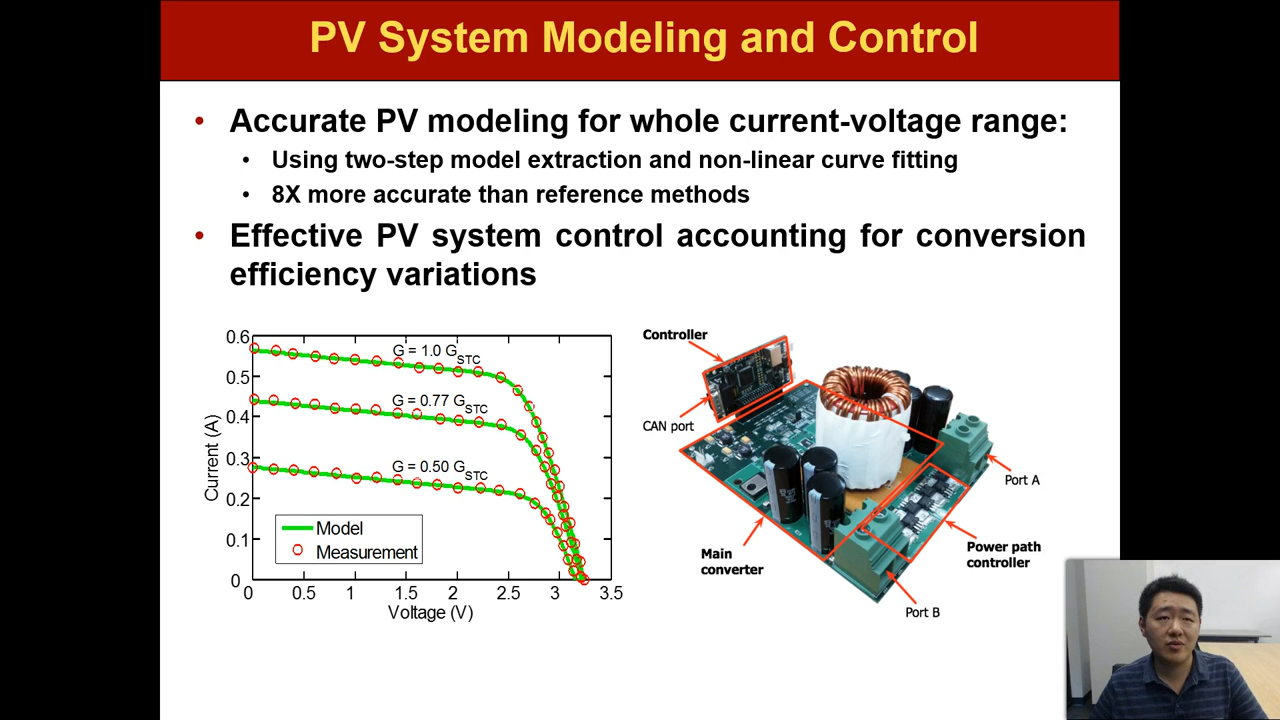 PV System Modeling and Control
• Accurate PV modeling for whole current-voltage range:
• Using two-step model extraction and non-linear curve fitting
• 8X more accurate than reference methods
• Effective PV system control accounting for conversion
efficiency variations
0.6
0.5
0.4
0.3
0.2
0.1
0
Current (A)
G = 1.0 GSTC
G = 0.77 GSTC
G = 0.50 GSTC
Model
Measurement
0 0.5 1 1.5 2 2.5 3 3.5
Voltage (V)
Controller
CAN port
Port A
Main
converter
Power path
controller
Port B